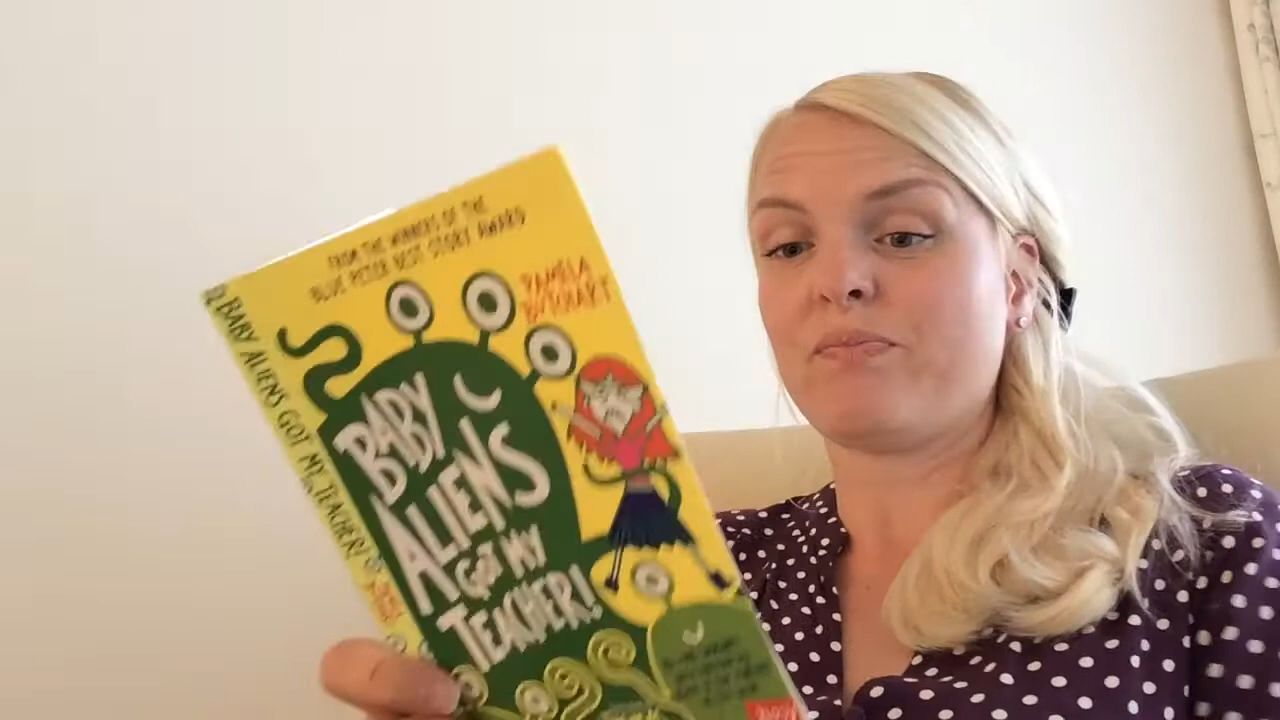 FROM THE WINNERS OF THE
BLUE PETER BEST STORY AWARD
PAMELA
BUTCHART
BABY
ALIENS
GOT MY
TEACHER!
BABY ALIENS GOT MY TEACHER!